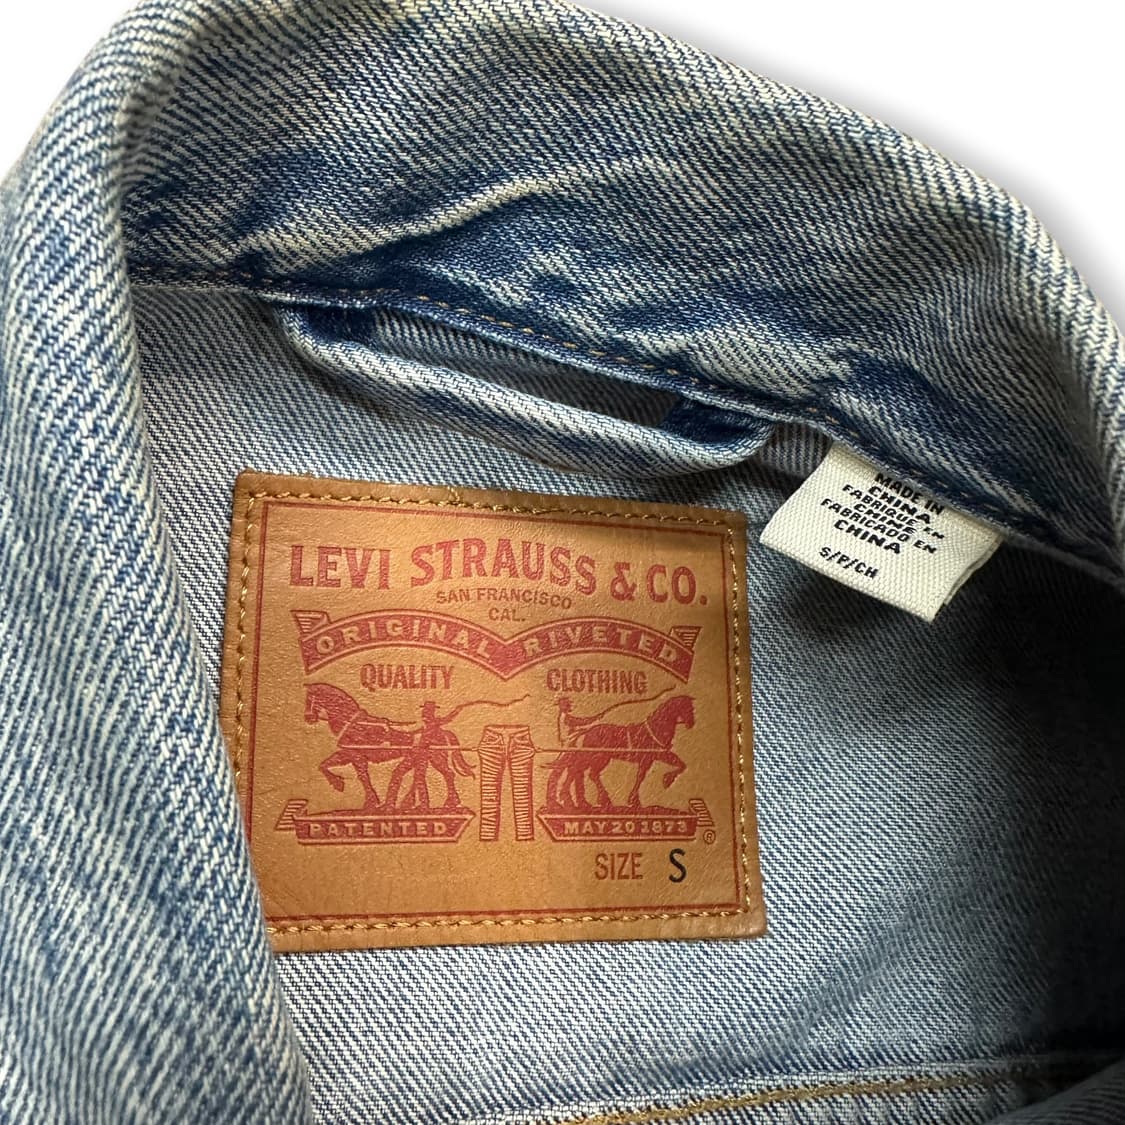 LEVI STRAUSS & CO.
SAN FRANCISCO
CAL.
ORIGINAL RIVETED
QUALITY CLOTHING
PATENTED MAY 20 1873
®
SIZE S
MADE IN
CHINA
FABRIQUÉ EN
CHINE
FABRICADO EN
CHINA
S/P/CH